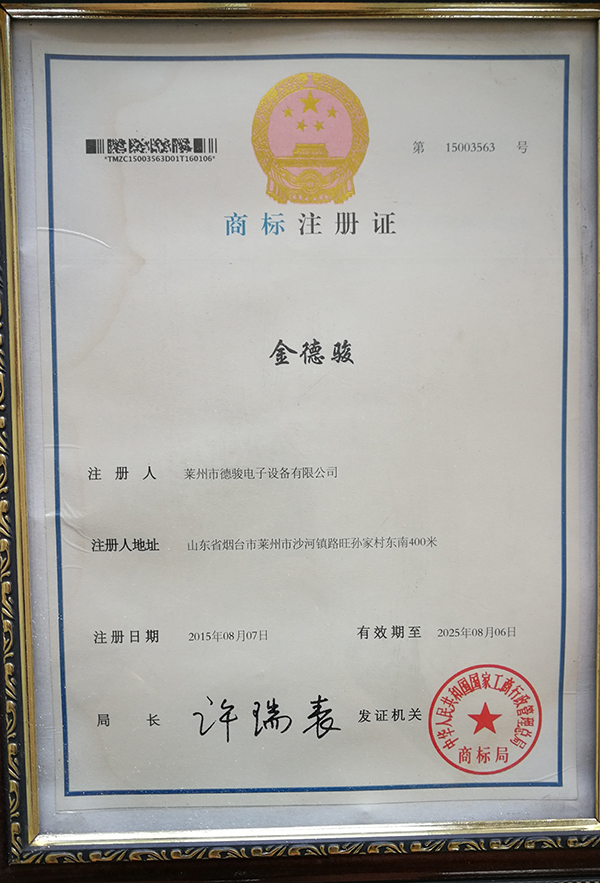 *TMZC15003563D01T160106*
第 15003563 号
商标注册证
金德骏
注册人 莱州市德骏电子设备有限公司
注册人地址 山东省烟台市莱州市沙河镇路旺孙家村东南400米
注册日期 2015年08月07日 有效期至 2025年08月06日
局长 许瑞表 发证机关
中华人民共和国国家工商行政管理总局
商标局